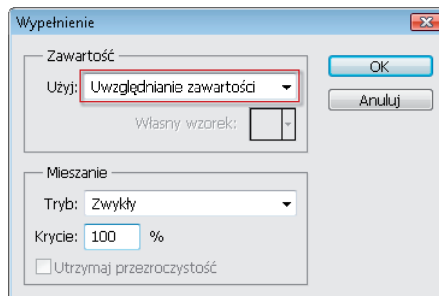 Wypełnienie
Zawartość
Użyj: Uwzględnianie zawartości
Własny wzorek:
Mieszanie
Tryb: Zwykły
Krycie: 100 %
Utrzymaj przezroczystość
OK
Anuluj